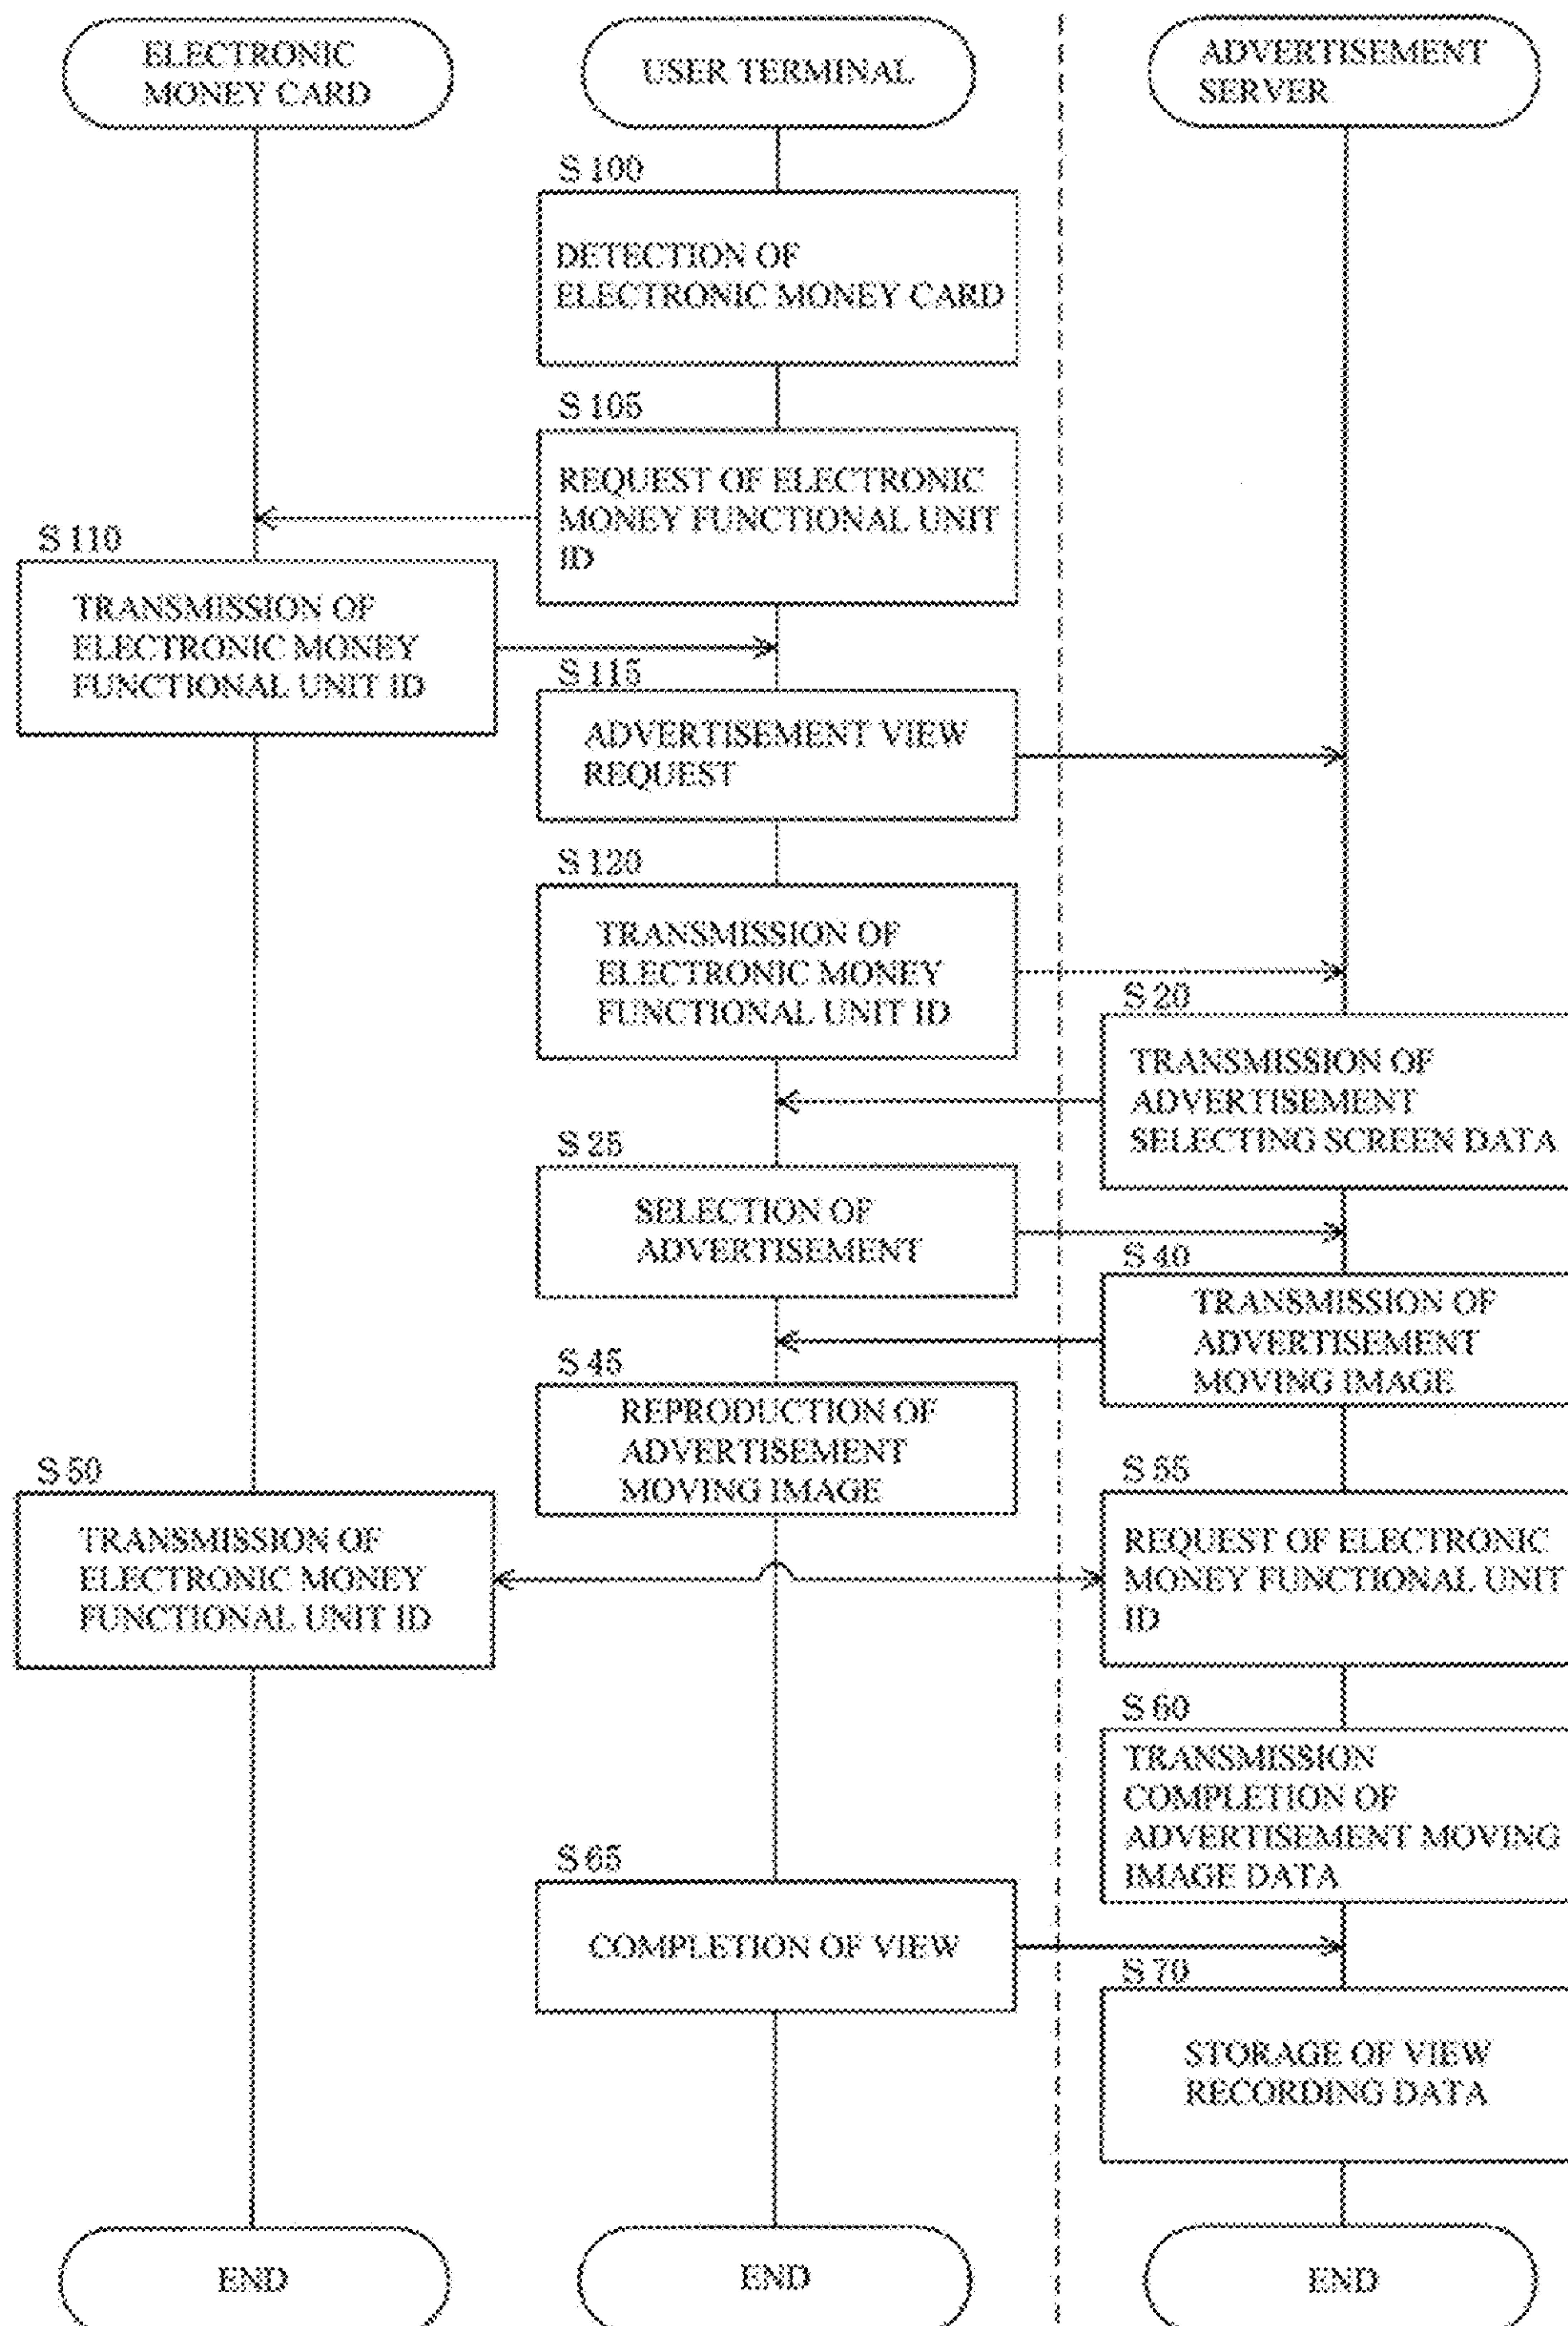 ELECTRONIC
MONEY CARD
USER TERMINAL
ADVERTISEMENT
SERVER
S 100
DETECTION OF
ELECTRONIC MONEY CARD
S 105
REQUEST OF ELECTRONIC
MONEY FUNCTIONAL UNIT
ID
S 110
TRANSMISSION OF
ELECTRONIC MONEY
FUNCTIONAL UNIT ID
S 115
ADVERTISEMENT VIEW
REQUEST
S 120
TRANSMISSION OF
ELECTRONIC MONEY
FUNCTIONAL UNIT ID
S 20
TRANSMISSION OF
ADVERTISEMENT
SELECTING SCREEN DATA
S 25
SELECTION OF
ADVERTISEMENT
S 40
TRANSMISSION OF
ADVERTISEMENT
MOVING IMAGE
S 45
REPRODUCTION OF
ADVERTISEMENT
MOVING IMAGE
S 50
TRANSMISSION OF
ELECTRONIC MONEY
FUNCTIONAL UNIT ID
S 55
REQUEST OF ELECTRONIC
MONEY FUNCTIONAL UNIT
ID
S 60
TRANSMISSION
COMPLETION OF
ADVERTISEMENT MOVING
IMAGE DATA
S 65
COMPLETION OF VIEW
S 70
STORAGE OF VIEW
RECORDING DATA
END
END
END